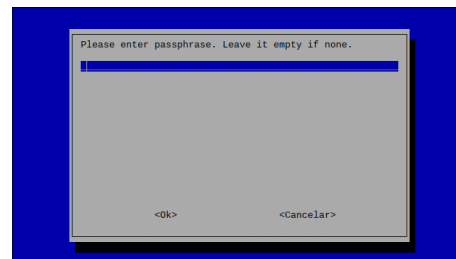 Please enter passphrase. Leave it empty if none.
<Ok> <Cancelar>